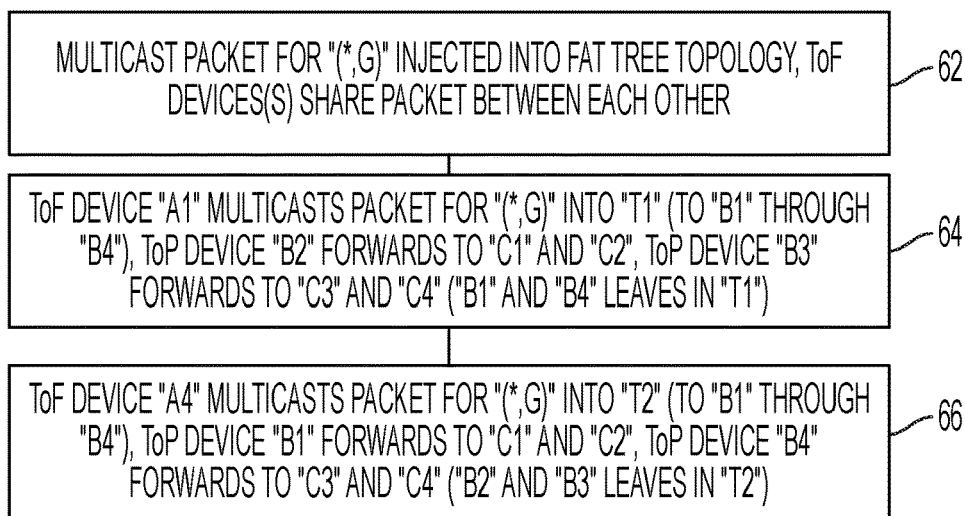 MULTICAST PACKET FOR "(*,G)" INJECTED INTO FAT TREE TOPOLOGY, ToF
DEVICES(S) SHARE PACKET BETWEEN EACH OTHER
62
ToF DEVICE "A1" MULTICASTS PACKET FOR "(*,G)" INTO "T1" (TO "B1" THROUGH
"B4"), ToP DEVICE "B2" FORWARDS TO "C1" AND "C2", ToP DEVICE "B3"
FORWARDS TO "C3" AND "C4" ("B1" AND "B4" LEAVES IN "T1")
64
ToF DEVICE "A4" MULTICASTS PACKET FOR "(*,G)" INTO "T2" (TO "B1" THROUGH
"B4"), ToP DEVICE "B1" FORWARDS TO "C1" AND "C2", ToP DEVICE "B4"
FORWARDS TO "C3" AND "C4" ("B2" AND "B3" LEAVES IN "T2")
66